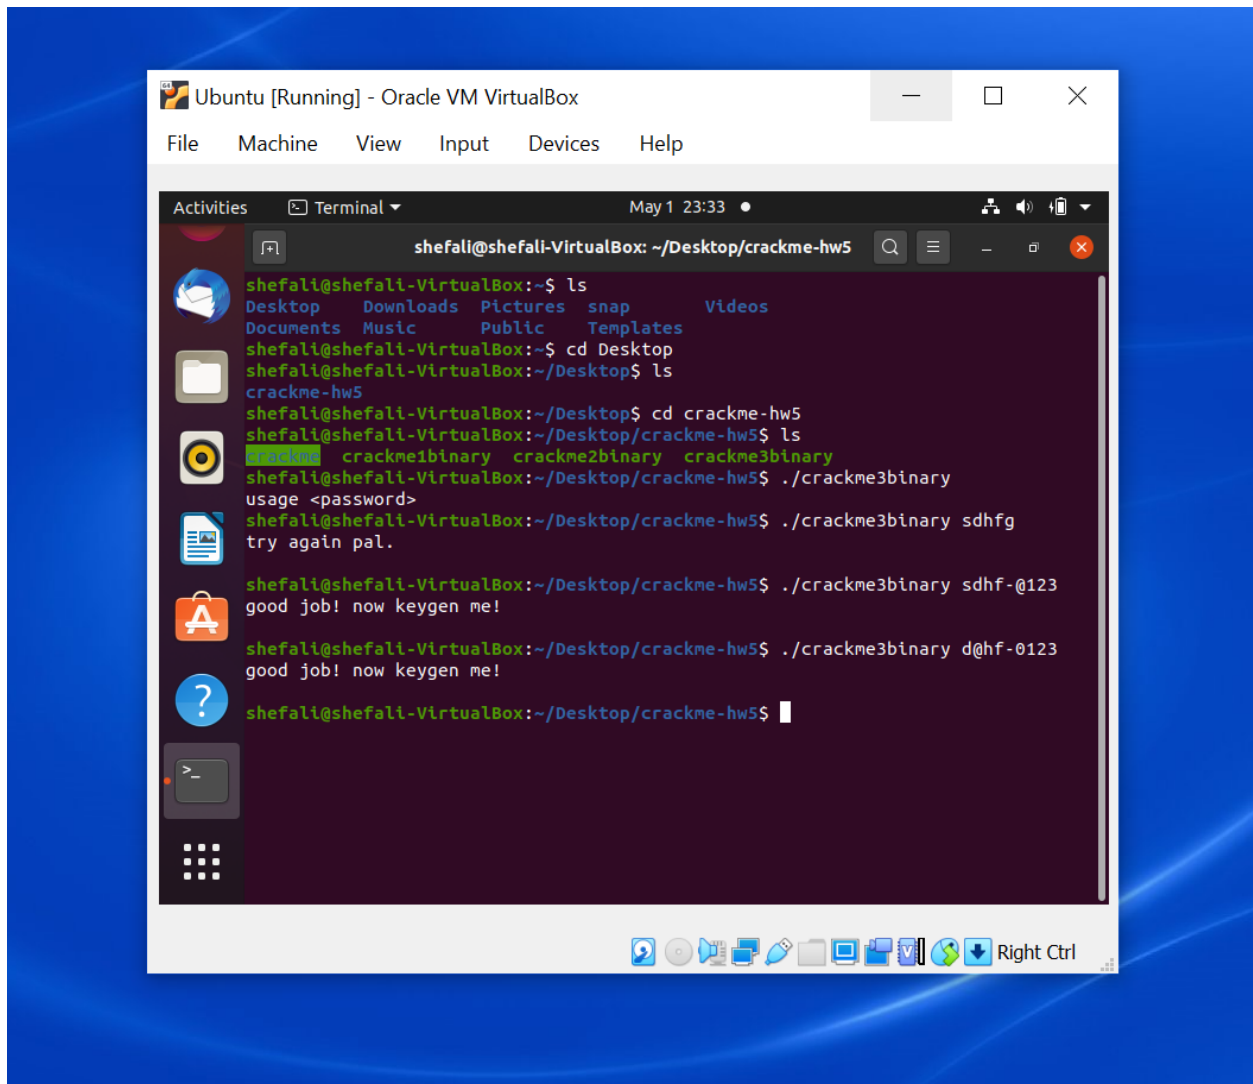 Ubuntu [Running] - Oracle VM VirtualBox
File Machine View Input Devices Help
Activities Terminal May 1 23:33
shefali@shefali-VirtualBox: ~/Desktop/crackme-hw5
shefali@shefali-VirtualBox:~$ ls
Desktop Downloads Pictures snap Videos
Documents Music Public Templates
shefali@shefali-VirtualBox:~$ cd Desktop
shefali@shefali-VirtualBox:~/Desktop$ ls
crackme-hw5
shefali@shefali-VirtualBox:~/Desktop$ cd crackme-hw5
shefali@shefali-VirtualBox:~/Desktop/crackme-hw5$ ls
crackme crackme1binary crackme2binary crackme3binary
shefali@shefali-VirtualBox:~/Desktop/crackme-hw5$ ./crackme3binary
usage <password>
shefali@shefali-VirtualBox:~/Desktop/crackme-hw5$ ./crackme3binary sdhfg
try again pal.
shefali@shefali-VirtualBox:~/Desktop/crackme-hw5$ ./crackme3binary sdhf-@123
good job! now keygen me!
shefali@shefali-VirtualBox:~/Desktop/crackme-hw5$ ./crackme3binary d@hf-0123
good job! now keygen me!
shefali@shefali-VirtualBox:~/Desktop/crackme-hw5$
Right Ctrl